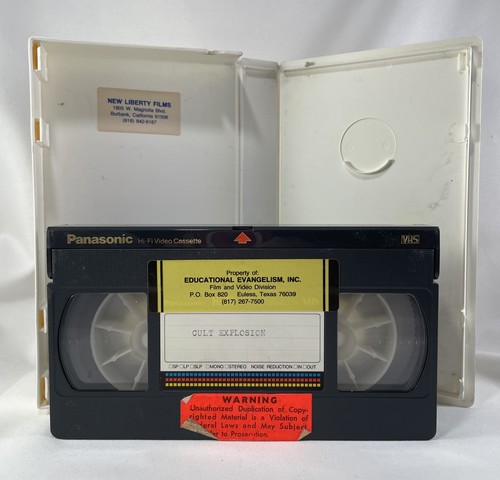 NEW LIBERTY FILMS
1805 W. Magnolia Blvd.
Burbank, California 91506
(818) 842-6167
Panasonic Hi-Fi Video Cassette
VHS
Property of:
EDUCATIONAL EVANGELISM, INC.
Film and Video Division
P.O. Box 820 Euless, Texas 76039
(817) 267-7500
CULT EXPLOSION
SP LP SLP MONO STEREO NOISE REDUCTION IN OUT
WARNING
Unauthorized Duplication of Copy-
righted Material is a Violation of
deral Laws and May Subject
ler to Prosecution.